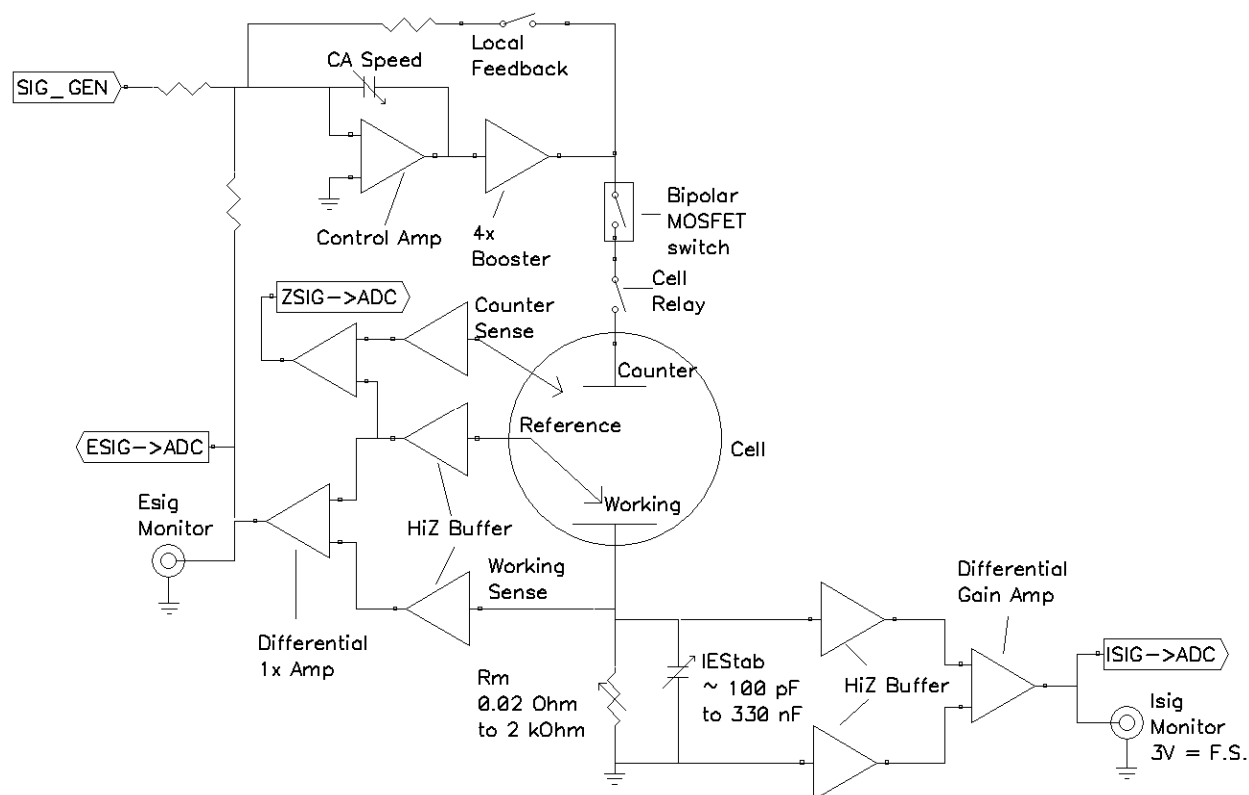 Local
Feedback
CA Speed
SIG_GEN
Bipolar
MOSFET
switch
Control Amp
4x
Booster
ZSIG->ADC
Counter
Sense
Cell
Relay
Counter
Reference
ESIG->ADC
Cell
Working
Esig
Monitor
HiZ Buffer
Working
Sense
Differential
Gain Amp
Differential
1x Amp
Rm
0.02 Ohm
to 2 kOhm
IEStab
~ 100 pF
to 330 nF
HiZ Buffer
ISIG->ADC
Isig
Monitor
3V = F.S.